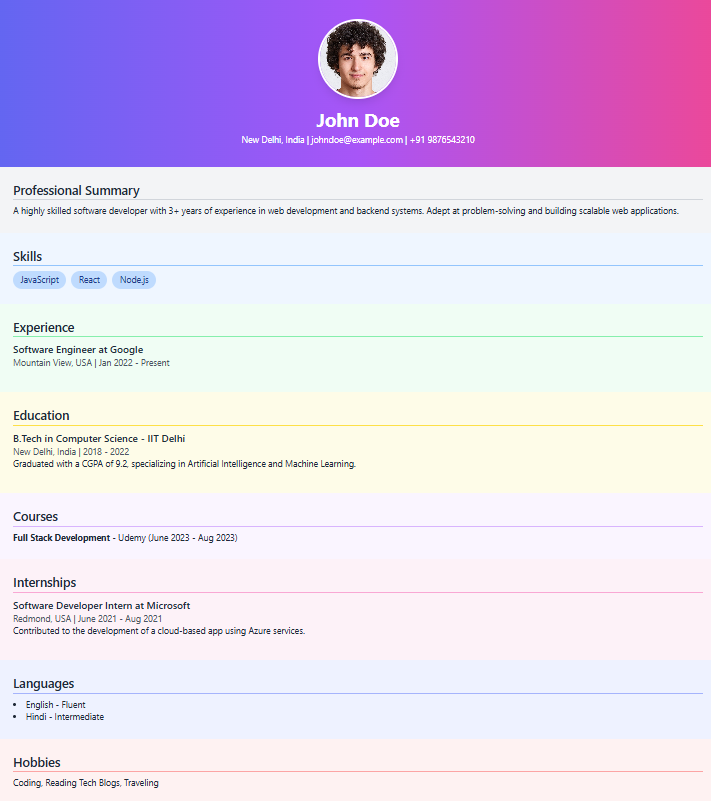 John Doe
New Delhi, India | johndoe@example.com | +91 9876543210
Professional Summary
A highly skilled software developer with 3+ years of experience in web development and backend systems. Adept at problem-solving and building scalable web applications.
Skills
JavaScript React Node.js
Experience
Software Engineer at Google
Mountain View, USA | Jan 2022 - Present
Education
B.Tech in Computer Science - IIT Delhi
New Delhi, India | 2018 - 2022
Graduated with a CGPA of 9.2, specializing in Artificial Intelligence and Machine Learning.
Courses
Full Stack Development - Udemy (June 2023 - Aug 2023)
Internships
Software Developer Intern at Microsoft
Redmond, USA | June 2021 - Aug 2021
Contributed to the development of a cloud-based app using Azure services.
Languages
• English - Fluent
• Hindi - Intermediate
Hobbies
Coding, Reading Tech Blogs, Traveling